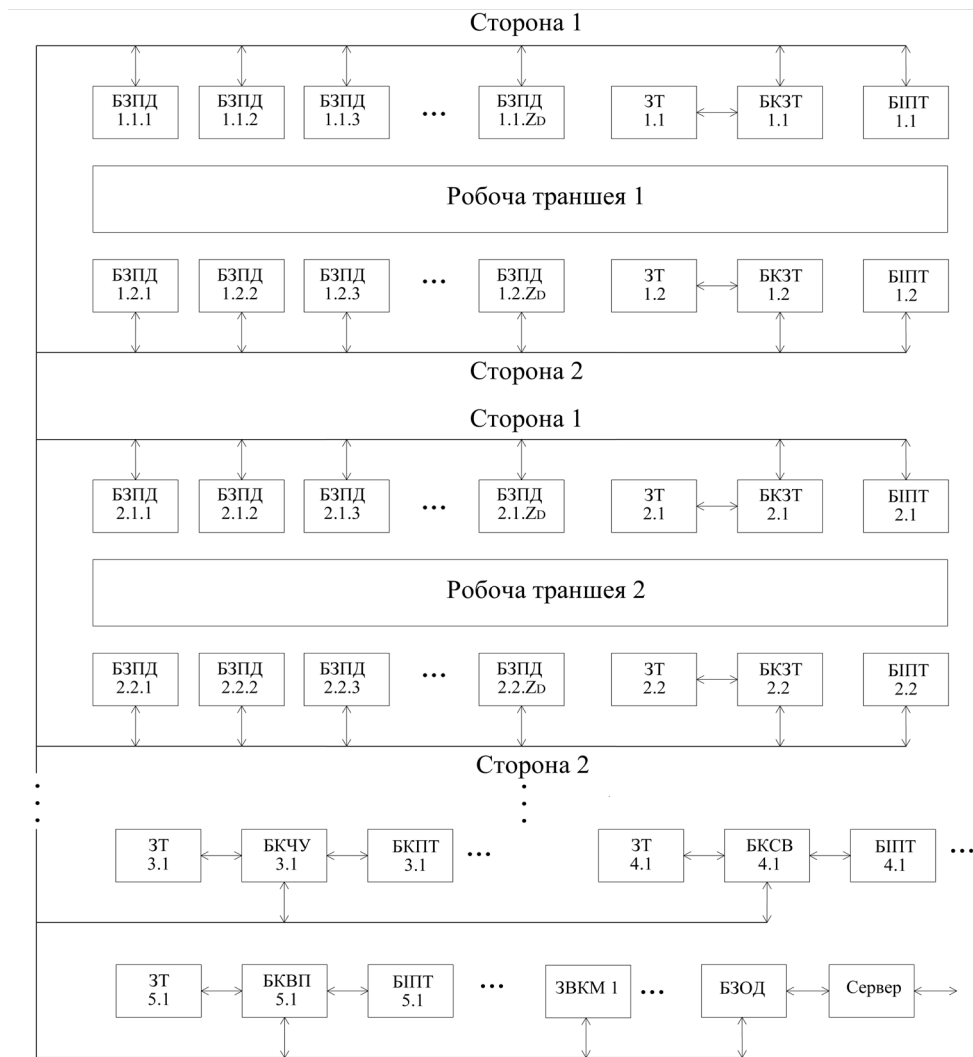 Сторона 1
БЗПД БЗПД БЗПД БЗПД ЗТ БКЗТ БІПТ
1.1.1 1.1.2 1.1.3 ... 1.1.ZD 1.1 1.1 1.1
Робоча траншея 1
БЗПД БЗПД БЗПД БЗПД ЗТ БКЗТ БІПТ
1.2.1 1.2.2 1.2.3 ... 1.2.ZD 1.2 1.2 1.2
Сторона 2
Сторона 1
БЗПД БЗПД БЗПД БЗПД ЗТ БКЗТ БІПТ
2.1.1 2.1.2 2.1.3 ... 2.1.ZD 2.1 2.1 2.1
Робоча траншея 2
БЗПД БЗПД БЗПД БЗПД ЗТ БКЗТ БІПТ
2.2.1 2.2.2 2.2.3 ... 2.2.ZD 2.2 2.2 2.2
Сторона 2
ЗТ БКЧУ БКПТ ... ЗТ БКСВ БІПТ ...
3.1 3.1 3.1 4.1 4.1 4.1
ЗТ БКВП БІПТ ... ЗВКМ 1 ... БЗОД Сервер
5.1 5.1 5.1